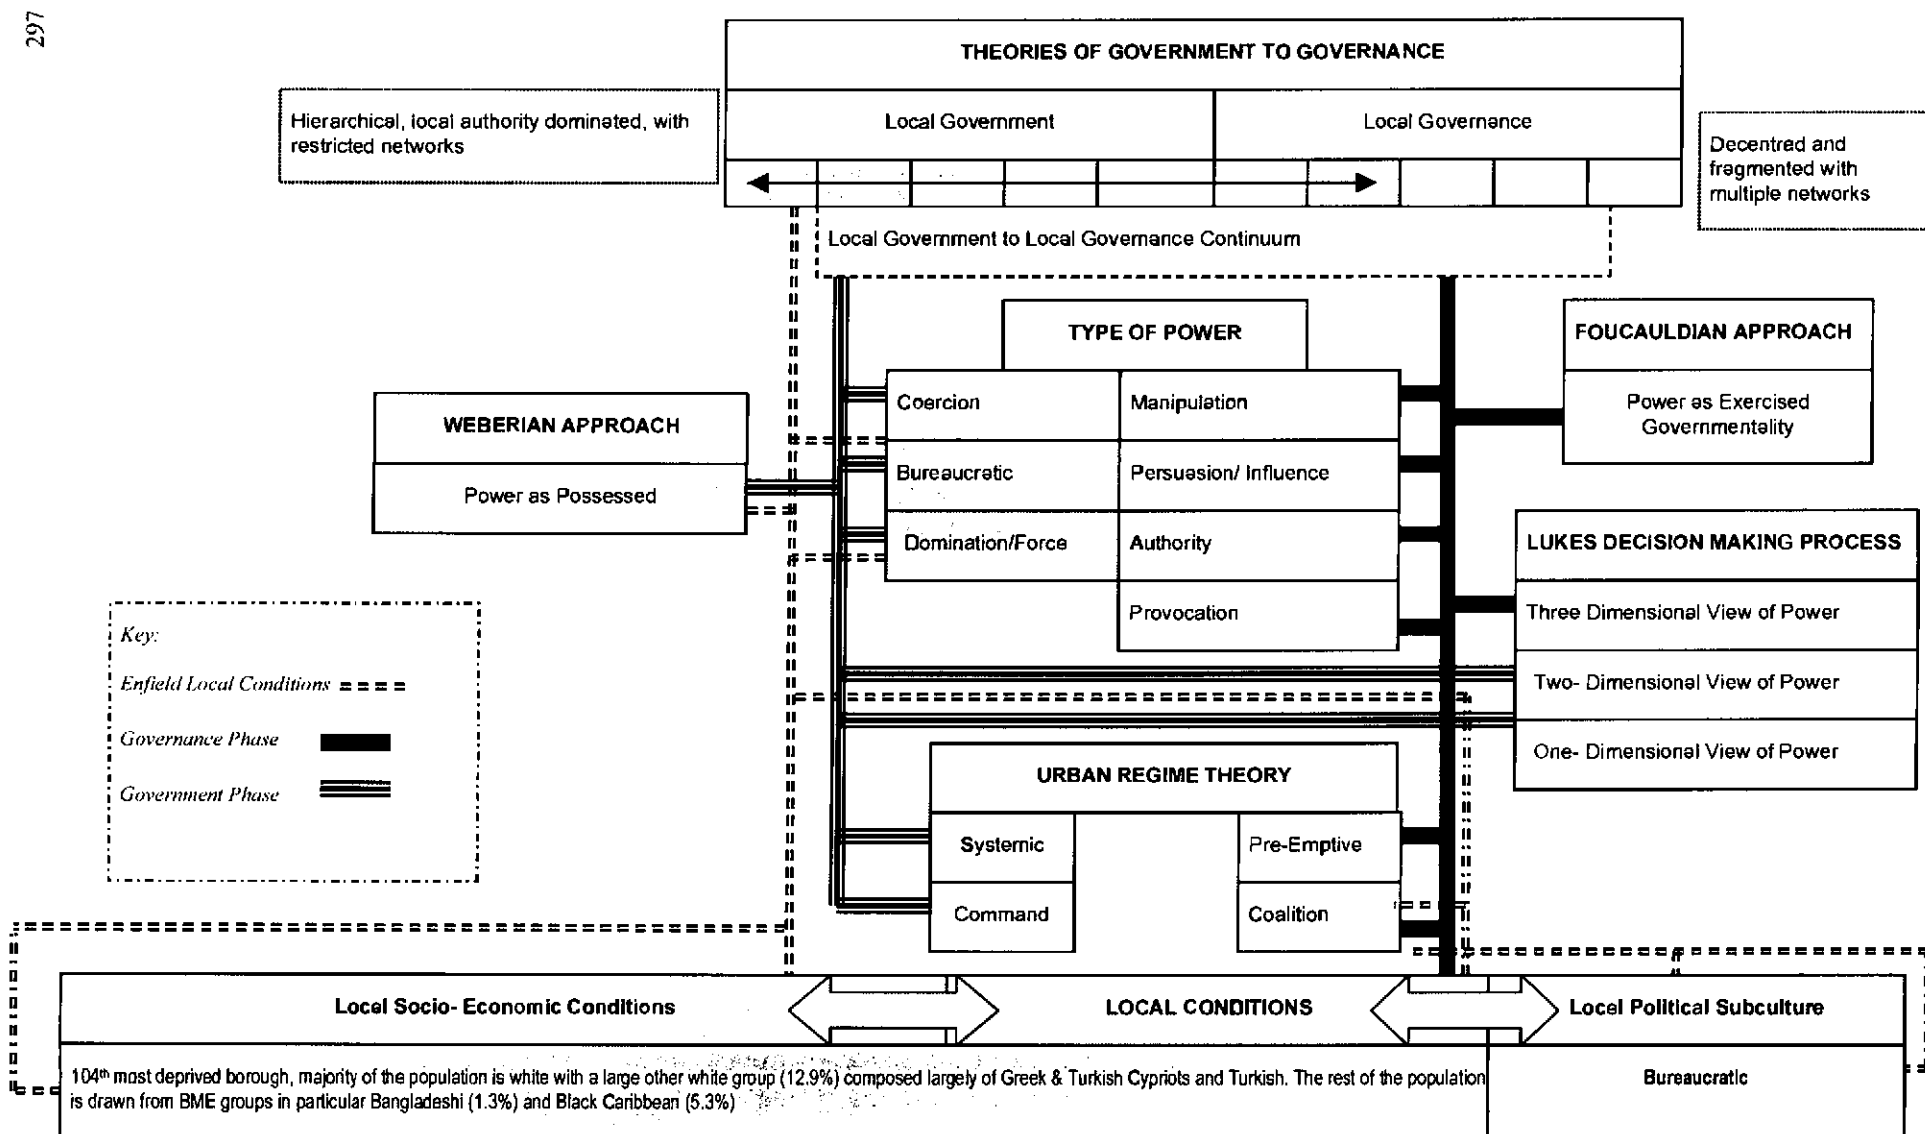 297
THEORIES OF GOVERNMENT TO GOVERNANCE
Hierarchical, local authority dominated, with
restricted networks
Local Government
Local Governance
Decentred and
fragmented with
multiple networks
Local Government to Local Governance Continuum
TYPE OF POWER
FOUCAULDIAN APPROACH
Coercion
Manipulation
Power as Exercised
Governmentality
WEBERIAN APPROACH
Bureaucratic
Persuasion/ Influence
Power as Possessed
Domination/Force
Authority
LUKES DECISION MAKING PROCESS
Provocation
Three Dimensional View of Power
Two- Dimensional View of Power
One- Dimensional View of Power
Key:
Enfield Local Conditions
Governance Phase
Government Phase
URBAN REGIME THEORY
Systemic
Pre-Emptive
Command
Coalition
Local Socio- Economic Conditions
LOCAL CONDITIONS
Local Political Subculture
104th most deprived borough, majority of the population is white with a large other white group (12.9%) composed largely of Greek & Turkish Cypriots and Turkish. The rest of the population
is drawn from BME groups in particular Bangladeshi (1.3%) and Black Caribbean (5.3%)
Bureaucratic